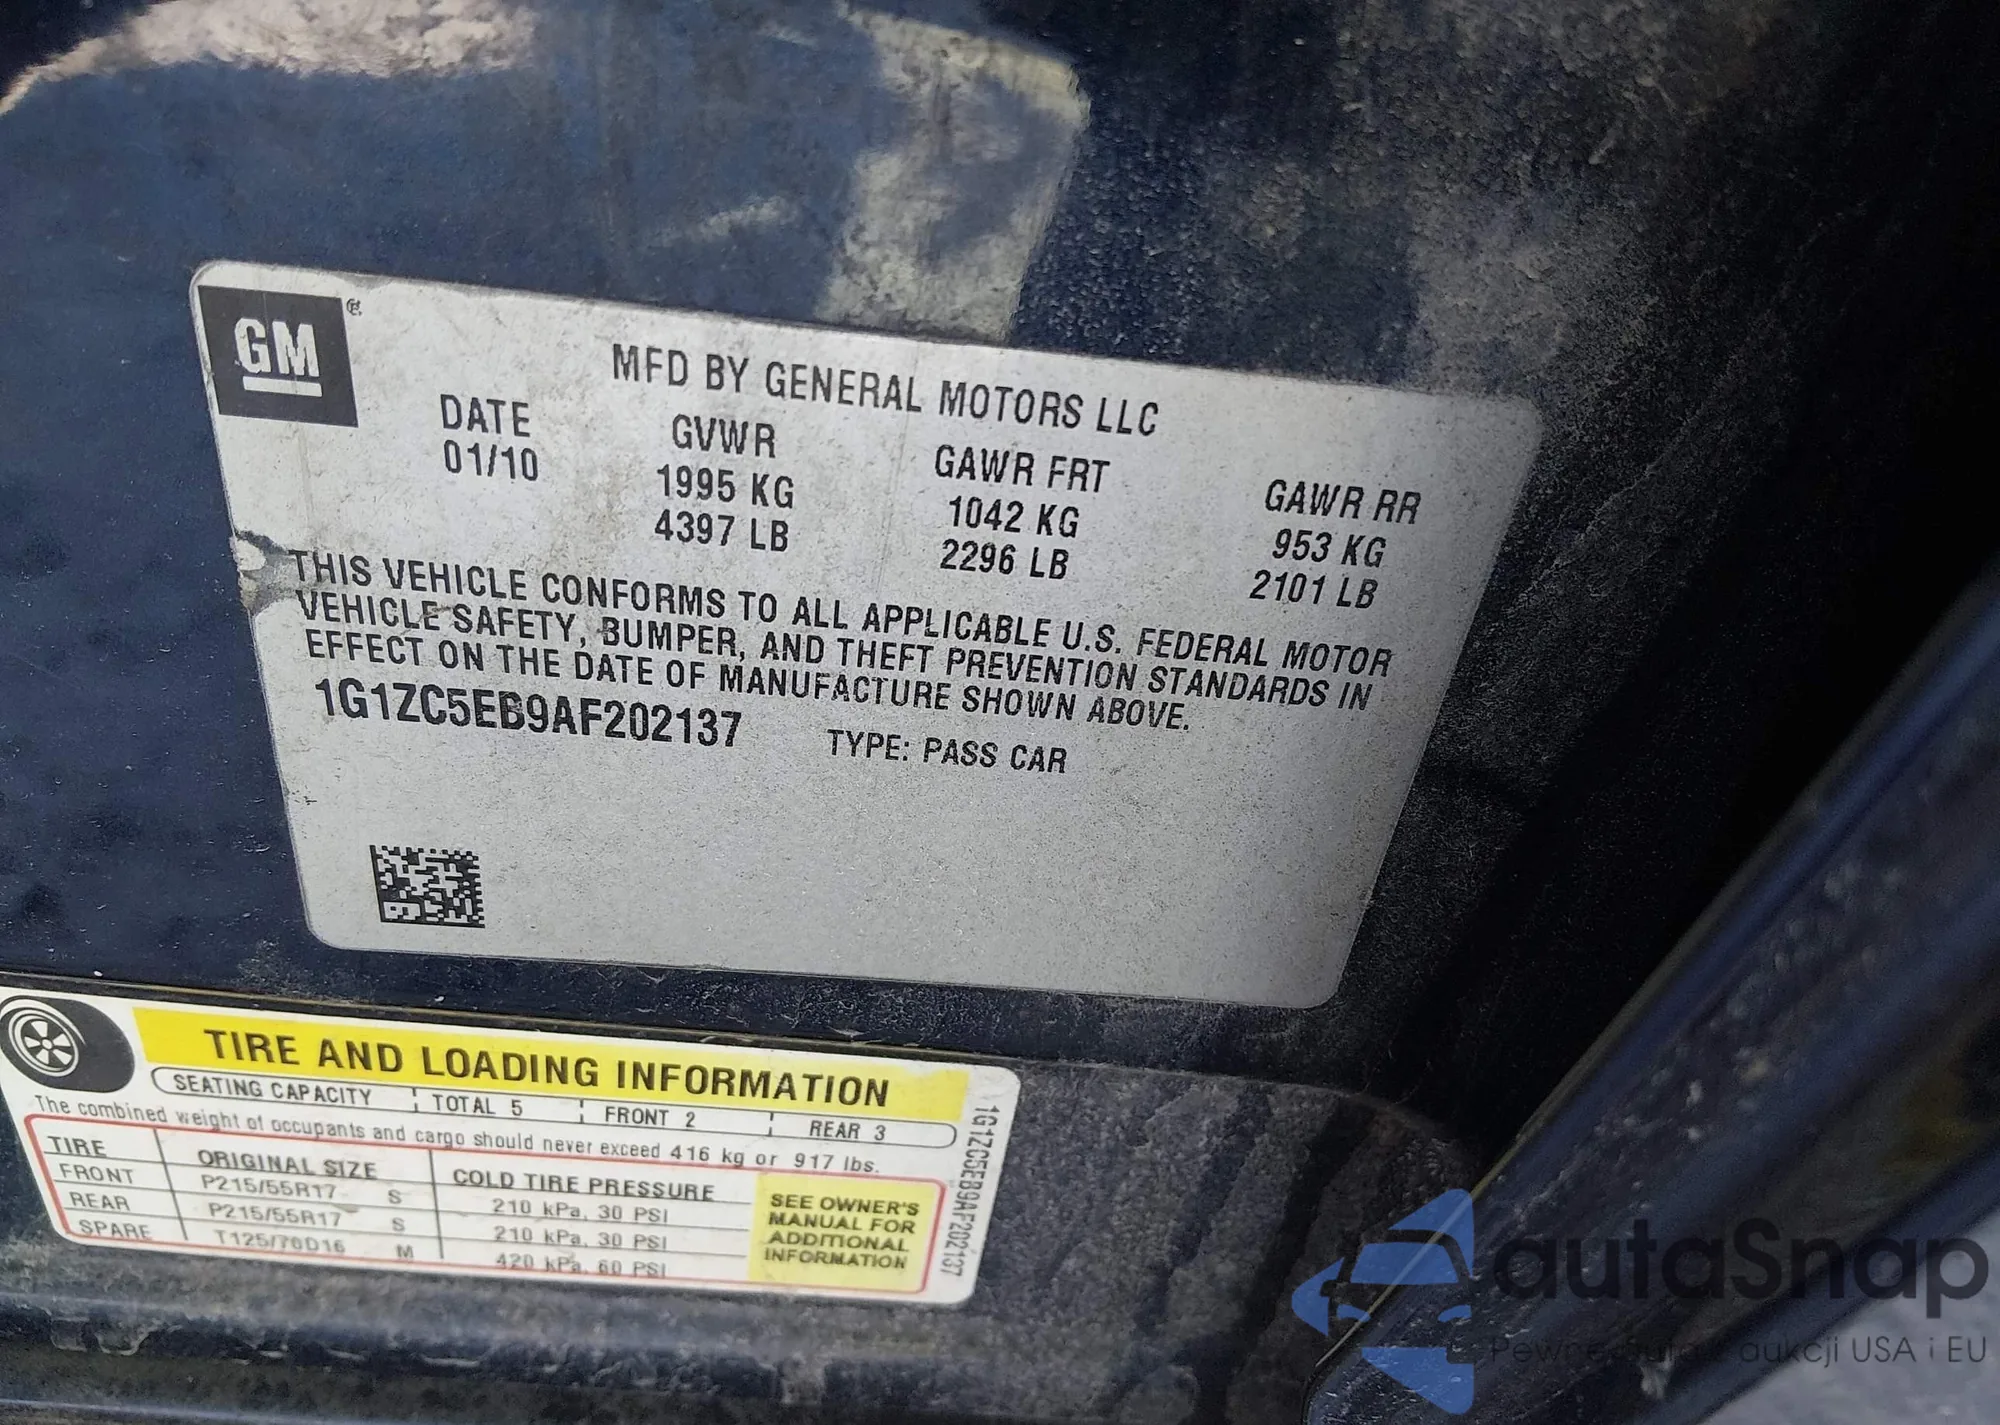 GM
MFD BY GENERAL MOTORS LLC
DATE GVWR GAWR FRT GAWR RR
01/10 1995 KG 1042 KG 953 KG
4397 LB 2296 LB 2101 LB
THIS VEHICLE CONFORMS TO ALL APPLICABLE U.S. FEDERAL MOTOR
VEHICLE SAFETY, BUMPER, AND THEFT PREVENTION STANDARDS IN
EFFECT ON THE DATE OF MANUFACTURE SHOWN ABOVE.
1G1ZC5EB9AF202137 TYPE: PASS CAR
TIRE AND LOADING INFORMATION
SEATING CAPACITY TOTAL 5 FRONT 2 REAR 3
The combined weight of occupants and cargo should never exceed 416 kg or 917 lbs.
TIRE ORIGINAL SIZE COLD TIRE PRESSURE
FRONT P215/55R17 S 210 kPa, 30 PSI
REAR P215/55R17 S 210 kPa, 30 PSI
SPARE T125/70D16 M 420 kPa, 60 PSI
SEE OWNER'S
MANUAL FOR
ADDITIONAL
INFORMATION
1G1ZC5EB9AF202137
autaSnap
aukcji USA i EU